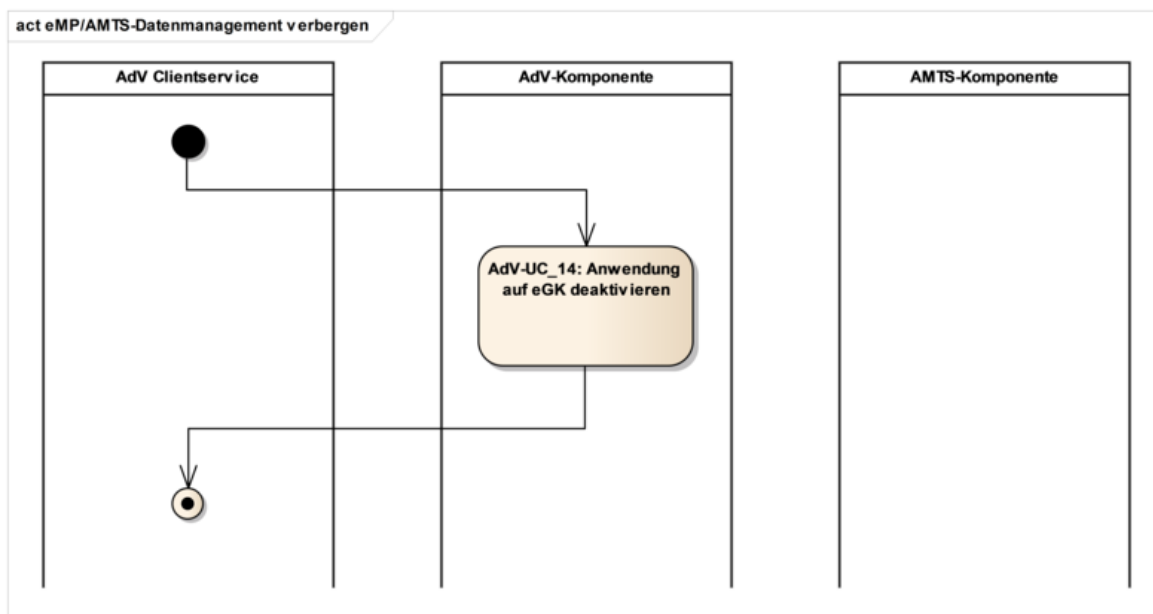 act eMP/AMTS-Datenmanagement verbergen
AdV Clientservice
AdV-Komponente
AMTS-Komponente
AdV-UC_14: Anwendung
auf eGK deaktivieren